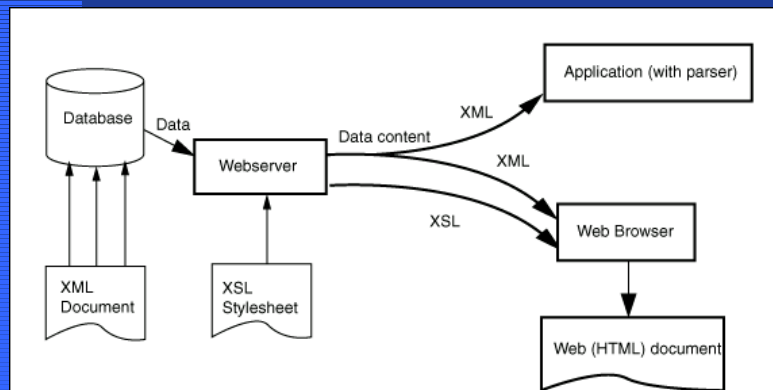 Application (with parser)
XML
Database
Data
Data content
Webserver
XML
XSL
Web Browser
XML
Document
XSL
Stylesheet
Web (HTML) document